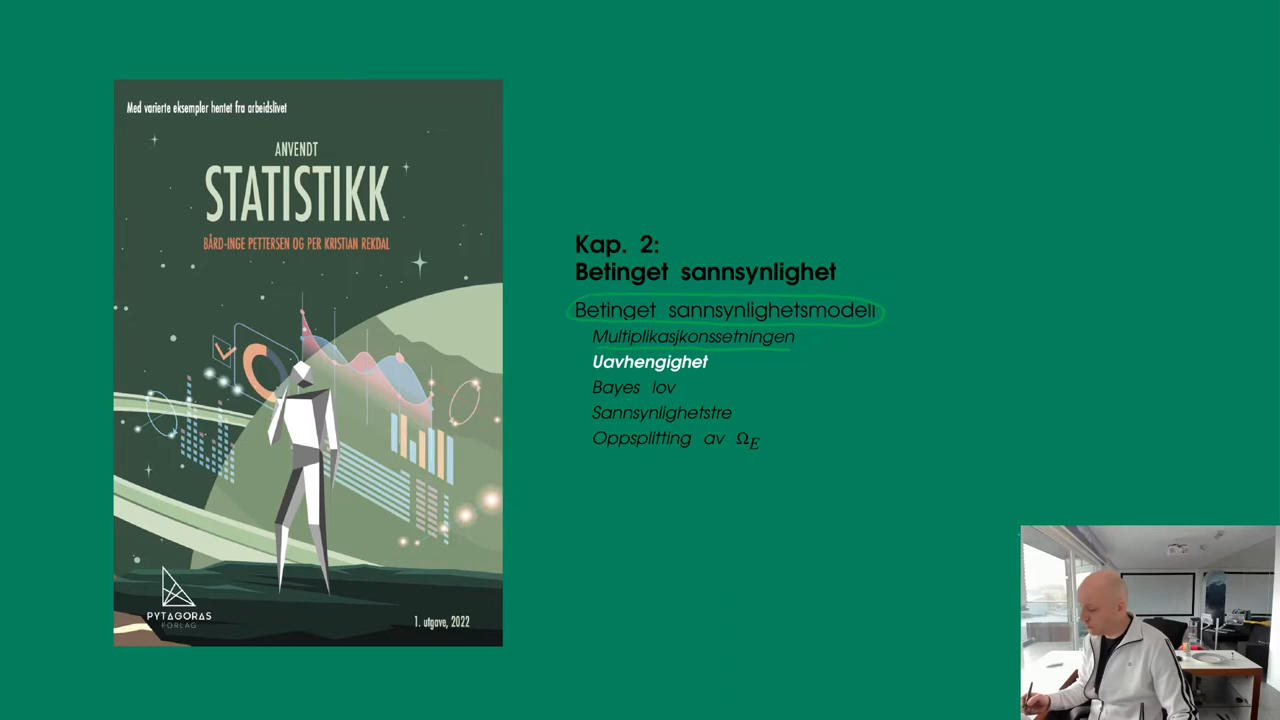 Med varierte eksempler hentet fra arbeidslivet
ANVENDT
STATISTIKK
BÅRD-INGE PETTERSEN OG PER KRISTIAN REKDAL
PYTAGORAS
FORLAG
1. utgave, 2022
Kap. 2:
Betinget sannsynlighet
Betinget sannsynlighetsmodell
Multiplikasjkonssetningen
Uavhengighet
Bayes lov
Sannsynlighetstre
Oppsplitting av Ω_E